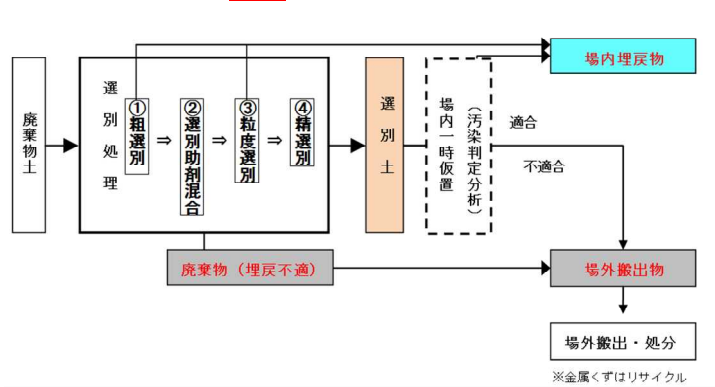 廃棄物土
選別処理
①粗選別
⇒
②選別助剤混合
⇒
③粒度選別
⇒
④精選別
選別土
場内一時仮置
（汚染判定分析）
適合
不適合
場内埋戻物
廃棄物（埋戻不適）
場外搬出物
場外搬出・処分
※金属くずはリサイクル